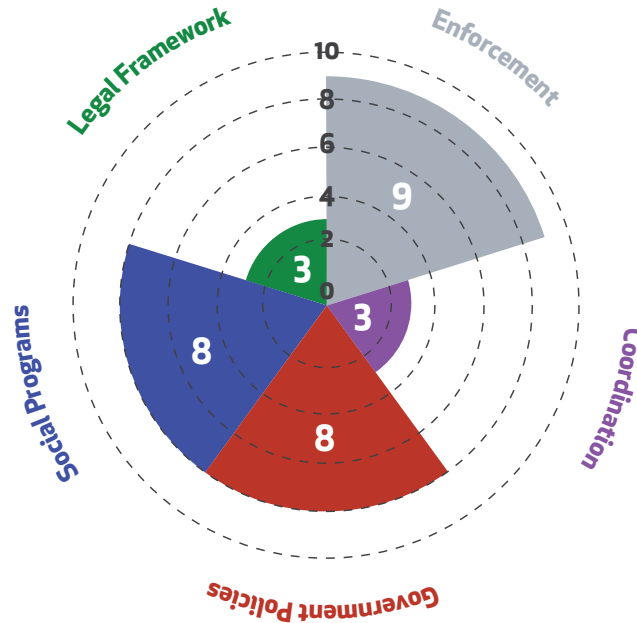 Legal Framework
Enforcement
10
8
6
4
2
0
9
3
3
8
8
Coordination
Social Programs
Government Policies